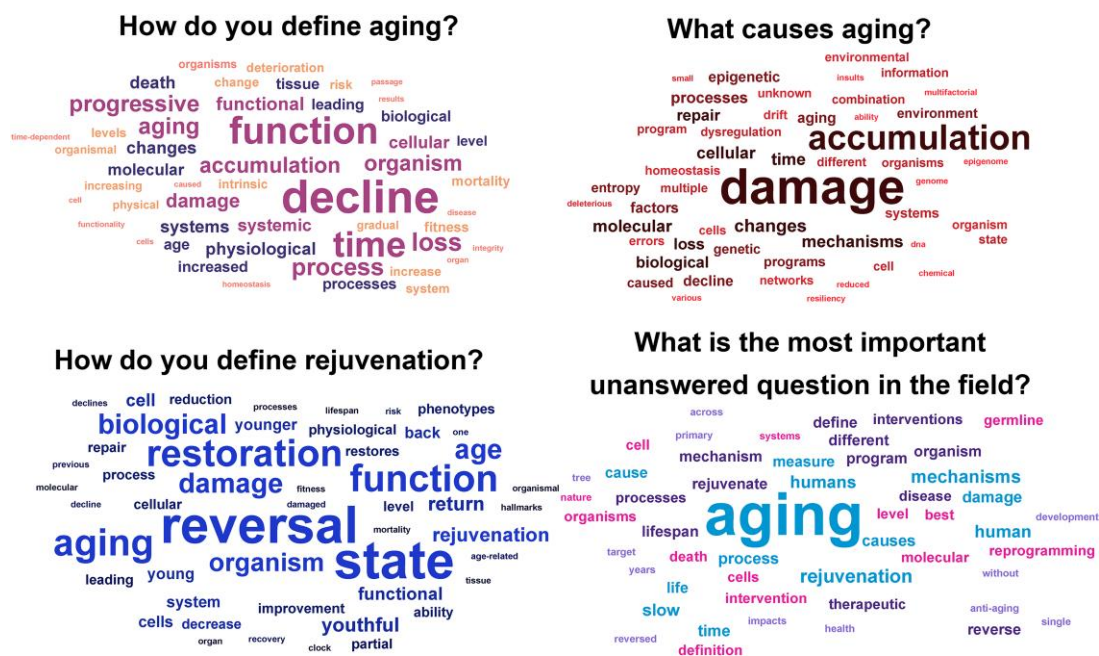 How do you define aging?
organisms deterioration
death change tissue risk passage
progressive functional leading results
biological
time-dependent levels aging function cellular level
organismal changes
molecular accumulation organism
increasing caused intrinsic decline mortality
cell physical damage disease
functionality systems systemic gradual fitness
cells age physiological time loss integrity
increased process increase organ
homeostasis processes system
What causes aging?
environmental
small epigenetic insults information
processes unknown combination multifactorial
repair drift aging ability environment
program dysregulation accumulation
cellular time different organisms epigenome
homeostasis damage genome
entropy multiple
deleterious factors systems
molecular cells changes organism
errors loss genetic mechanisms dna state
biological programs cell
caused decline networks reduced chemical
various resiliency
How do you define rejuvenation?
declines cell reduction processes lifespan risk phenotypes
biological younger physiological back one
repair restoration restores age
previous process damage fitness function
molecular organismal
decline cellular damaged level return hallmarks
reversal mortality rejuvenation
aging organism state age-related
leading young tissue
functional
system improvement ability
cells decrease youthful
organ recovery clock partial
What is the most important
unanswered question in the field?
across define interventions germline
cell primary systems different
mechanism measure program organism
tree cause rejuvenate humans mechanisms
nature processes disease damage
organisms aging level best development
lifespan causes human
target death process molecular reprogramming
years cells rejuvenation without
life intervention
slow therapeutic anti-aging
impacts single
reversed time health reverse
definition